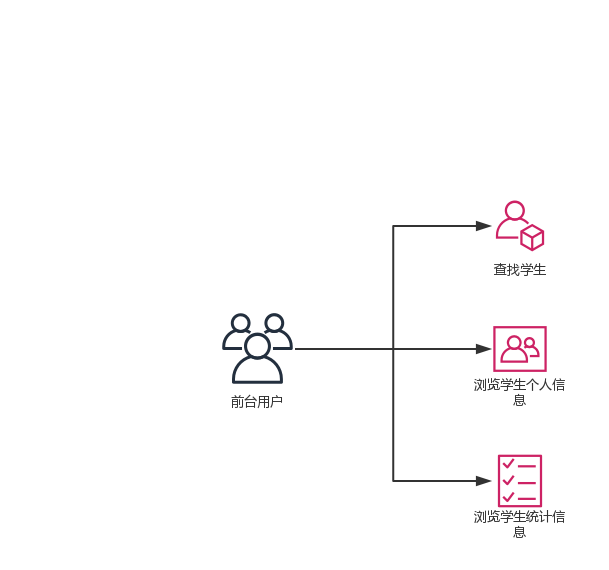 查找学生
浏览学生个人信
息
前台用户
浏览学生统计信
息